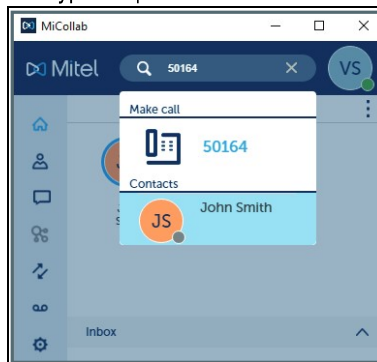 MiCollab
Mitel
50164
VS
Make call
50164
Contacts
JS
John Smith
Inbox